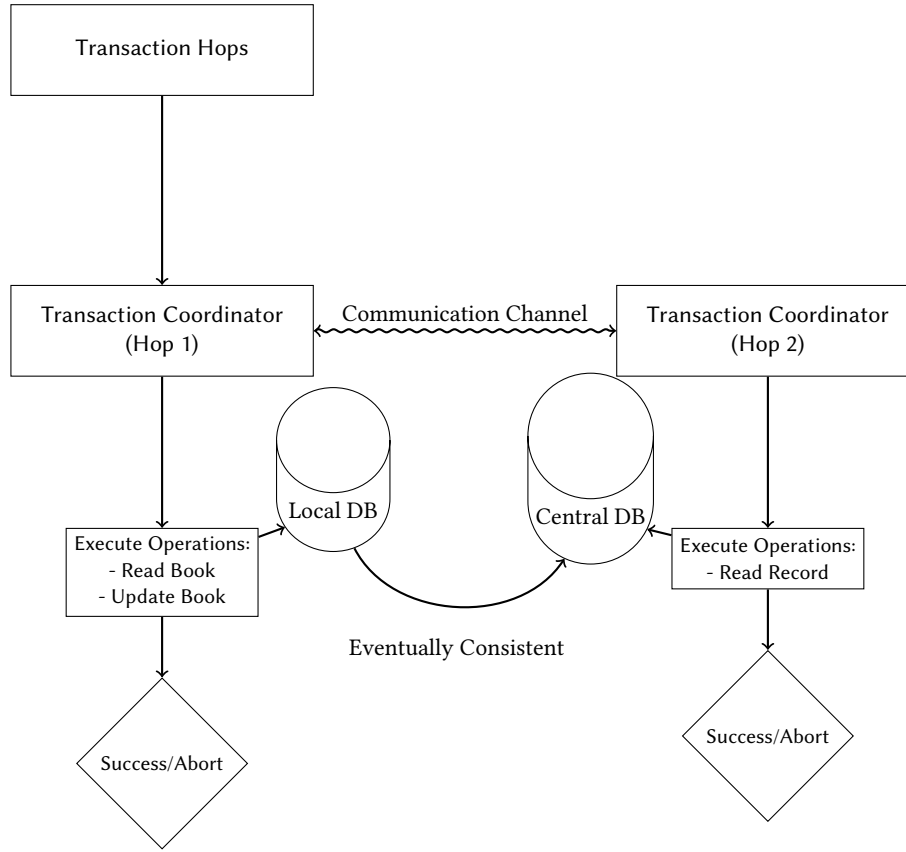 Transaction Hops
Transaction Coordinator
(Hop 1)
Communication Channel
Transaction Coordinator
(Hop 2)
Local DB
Central DB
Execute Operations:
- Read Book
- Update Book
Execute Operations:
- Read Record
Eventually Consistent
Success/Abort
Success/Abort